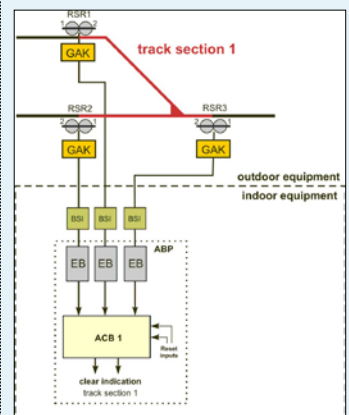 RSR1
1 2
GAK
track section 1
RSR2
RSR3
2 1
2 1
GAK
GAK
outdoor equipment
indoor equipment
BSI BSI BSI
ABP
EB EB EB
ACB 1
Reset
inputs
clear indication
track section 1